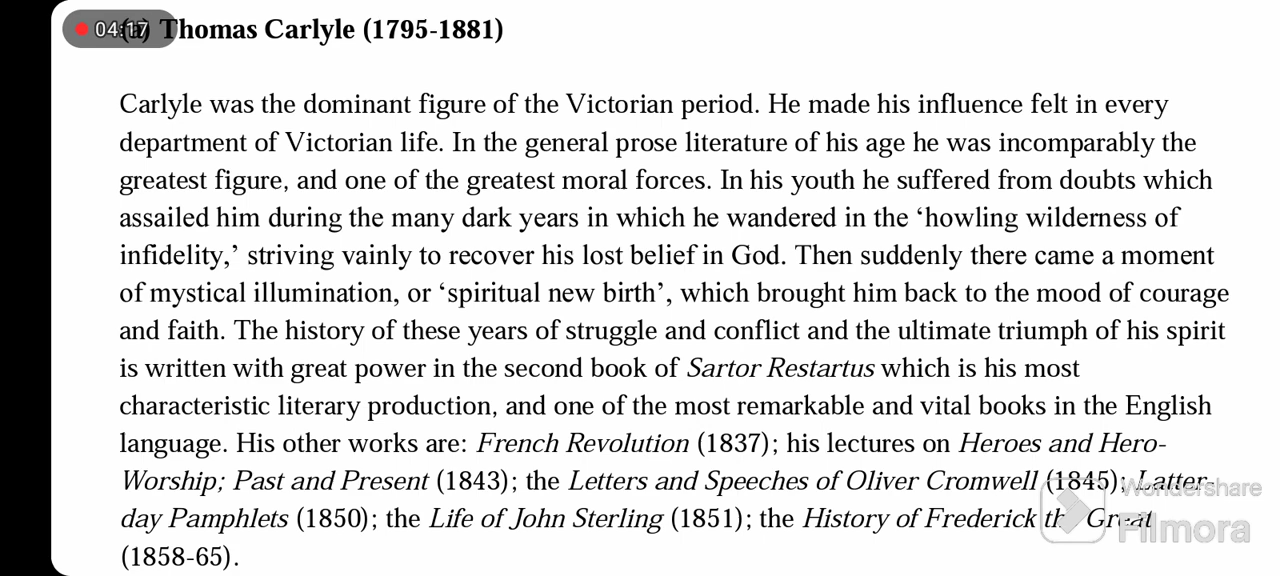 04:17
(a) Thomas Carlyle (1795-1881)
Carlyle was the dominant figure of the Victorian period. He made his influence felt in every
department of Victorian life. In the general prose literature of his age he was incomparably the
greatest figure, and one of the greatest moral forces. In his youth he suffered from doubts which
assailed him during the many dark years in which he wandered in the ‘howling wilderness of
infidelity,’ striving vainly to recover his lost belief in God. Then suddenly there came a moment
of mystical illumination, or ‘spiritual new birth’, which brought him back to the mood of courage
and faith. The history of these years of struggle and conflict and the ultimate triumph of his spirit
is written with great power in the second book of Sartor Restartus which is his most
characteristic literary production, and one of the most remarkable and vital books in the English
language. His other works are: French Revolution (1837); his lectures on Heroes and Hero-
Worship; Past and Present (1843); the Letters and Speeches of Oliver Cromwell (1845); Latter-
day Pamphlets (1850); the Life of John Sterling (1851); the History of Frederick the Great
(1858-65).
Wondershare
Filmora